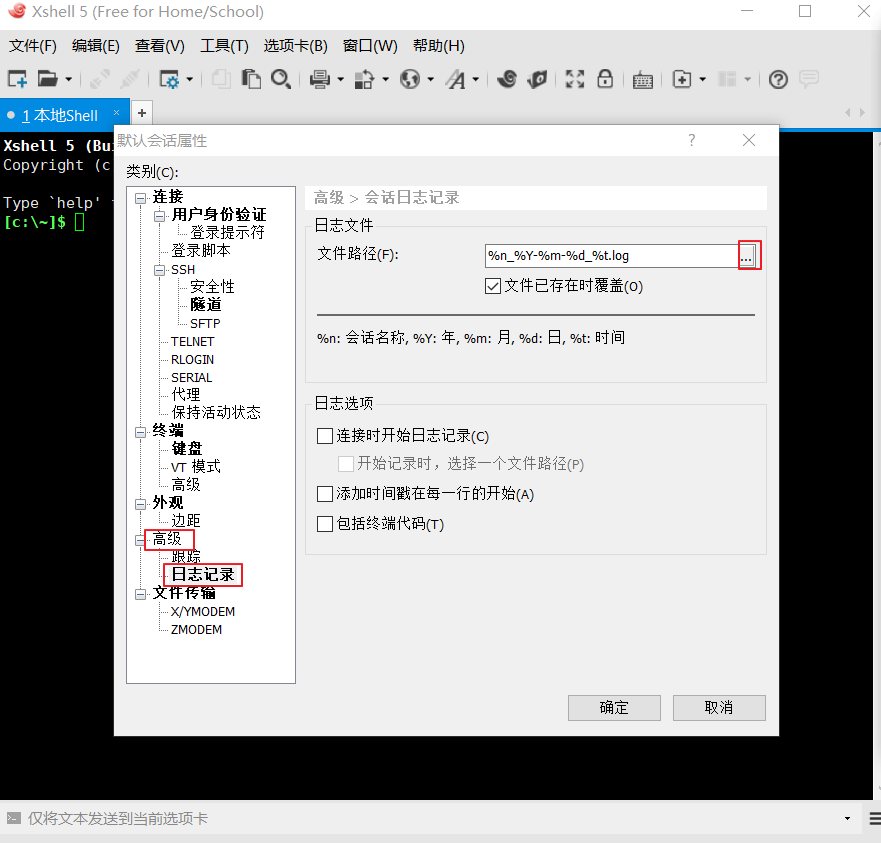 Xshell 5 (Free for Home/School)
文件(F) 编辑(E) 查看(V) 工具(T) 选项卡(B) 窗口(W) 帮助(H)
1 本地Shell × +
Xshell 5 (Bu
Copyright (c
Type `help'
[c:\~]$
默认会话属性
?
类别(C):
连接
用户身份验证
登录提示符
登录脚本
SSH
安全性
隧道
SFTP
TELNET
RLOGIN
SERIAL
代理
保持活动状态
终端
键盘
VT 模式
高级
外观
边距
高级
跟踪
日志记录
文件传输
X/YMODEM
ZMODEM
高级 > 会话日志记录
日志文件
文件路径(F): %n_%Y-%m-%d_%t.log ...
文件已存在时覆盖(O)
%n: 会话名称, %Y: 年, %m: 月, %d: 日, %t: 时间
日志选项
连接时开始日志记录(C)
开始记录时，选择一个文件路径(P)
添加时间戳在每一行的开始(A)
包括终端代码(T)
确定 取消
仅将文本发送到当前选项卡